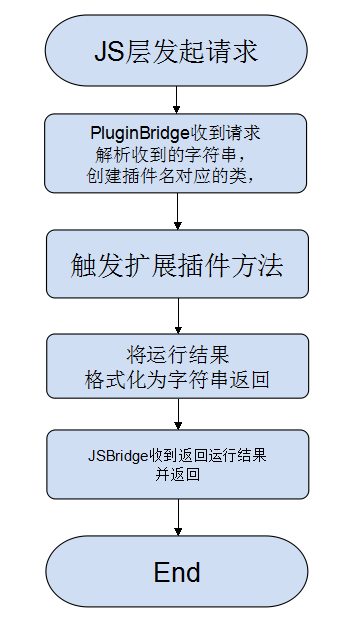 JS层发起请求
PluginBridge收到请求
解析收到的字符串，
创建插件名对应的类，
触发扩展插件方法
将运行结果
格式化为字符串返回
JSBridge收到返回运行结果
并返回
End